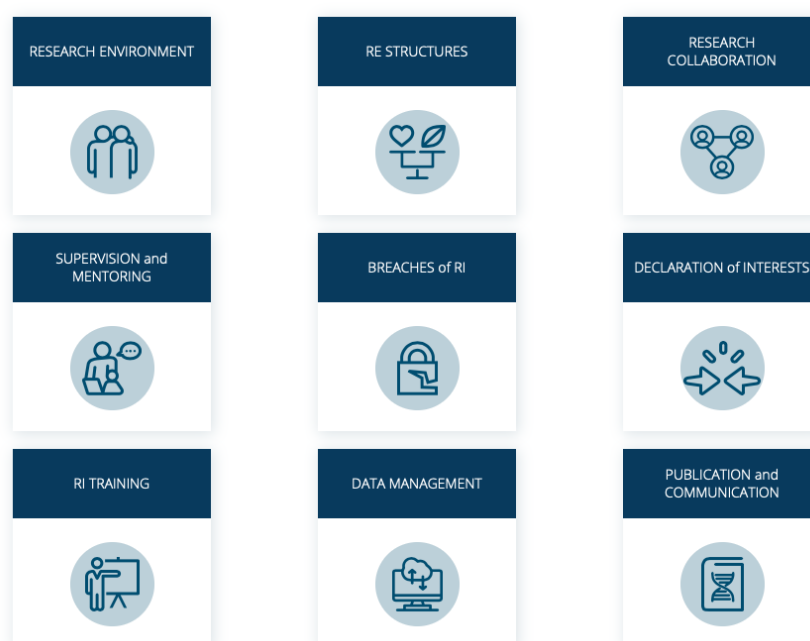 RESEARCH ENVIRONMENT
RE STRUCTURES
RESEARCH
COLLABORATION
SUPERVISION and
MENTORING
BREACHES of RI
DECLARATION of INTERESTS
RI TRAINING
DATA MANAGEMENT
PUBLICATION and
COMMUNICATION